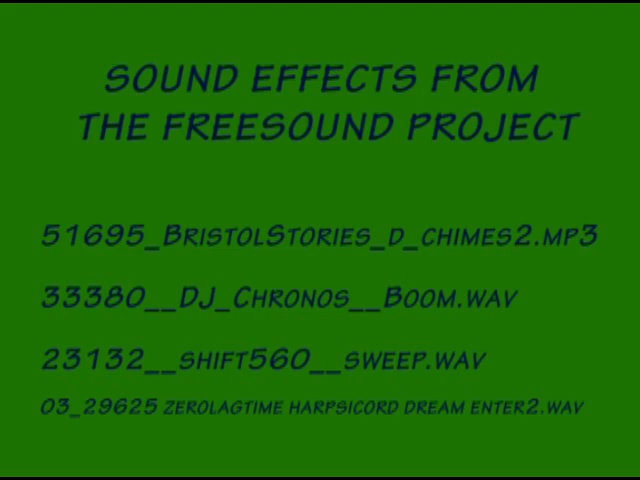 SOUND EFFECTS FROM
THE FREESOUND PROJECT
51695_BRISTOLSTORIES_D_CHIMES2.MP3
33380__DJ_CHRONOS__BOOM.WAV
23132__SHIFT560__SWEEP.WAV
03_29625 ZEROLAGTIME HARPSICORD DREAM ENTER2.WAV